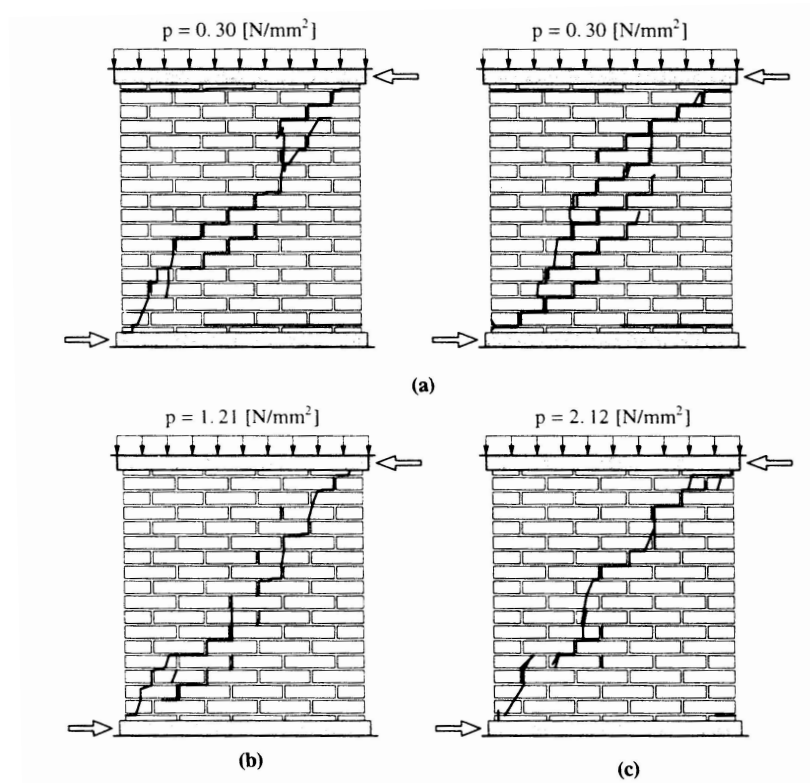 p = 0.30 [N/mm²]
p = 0.30 [N/mm²]
(a)
p = 1.21 [N/mm²]
p = 2.12 [N/mm²]
(b)
(c)